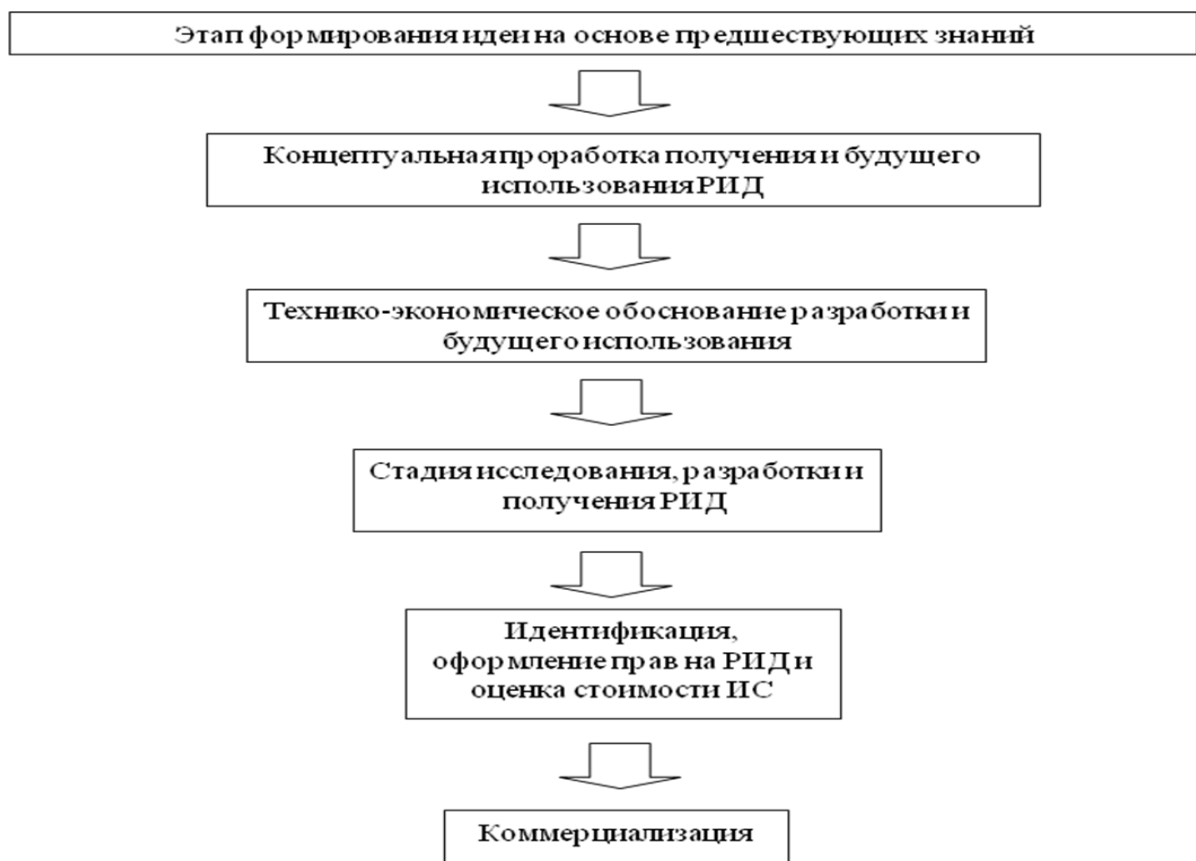 Этап формирования идеи на основе предшествующих знаний
Концептуальная проработка получения и будущего
использования РИД
Технико-экономическое обоснование разработки и
будущего использования
Стадия исследования, разработки и
получения РИД
Идентификация,
оформление прав на РИД и
оценка стоимости ИС
Коммерциализация